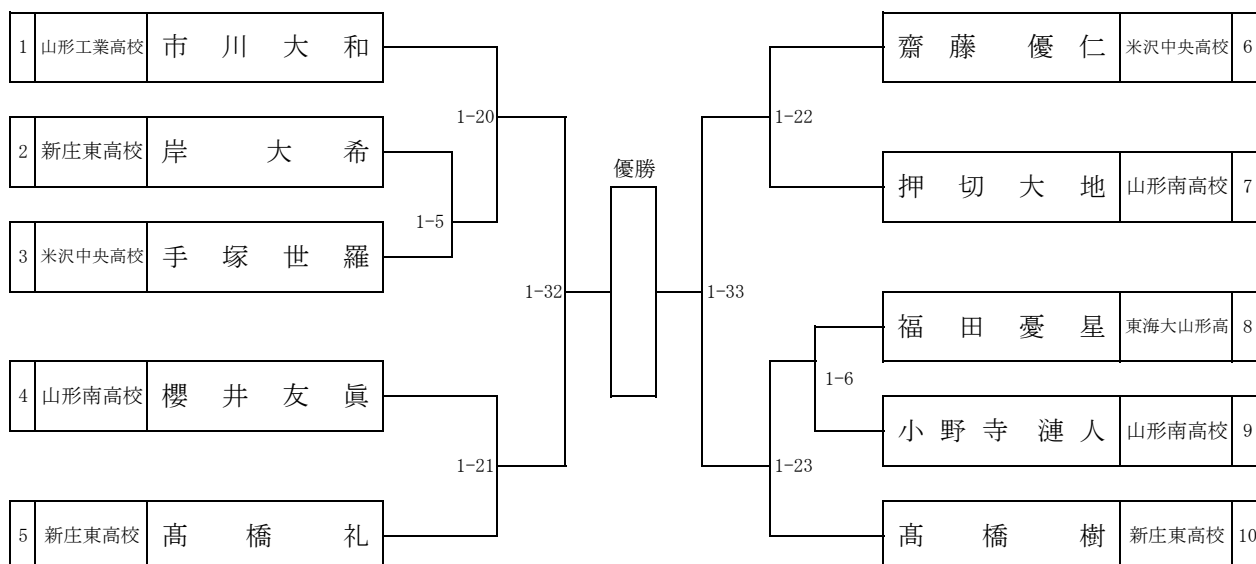 1 山形工業高校 市川大和
1-20
2 新庄東高校 岸大希
1-5
3 米沢中央高校 手塚世羅
1-32
4 山形南高校 櫻井友眞
1-21
5 新庄東高校 髙橋礼
優勝
齋藤優仁 米沢中央高校 6
1-22
押切大地 山形南高校 7
1-33
福田憂星 東海大山形高 8
1-6
小野寺漣人 山形南高校 9
1-23
髙橋樹 新庄東高校 10